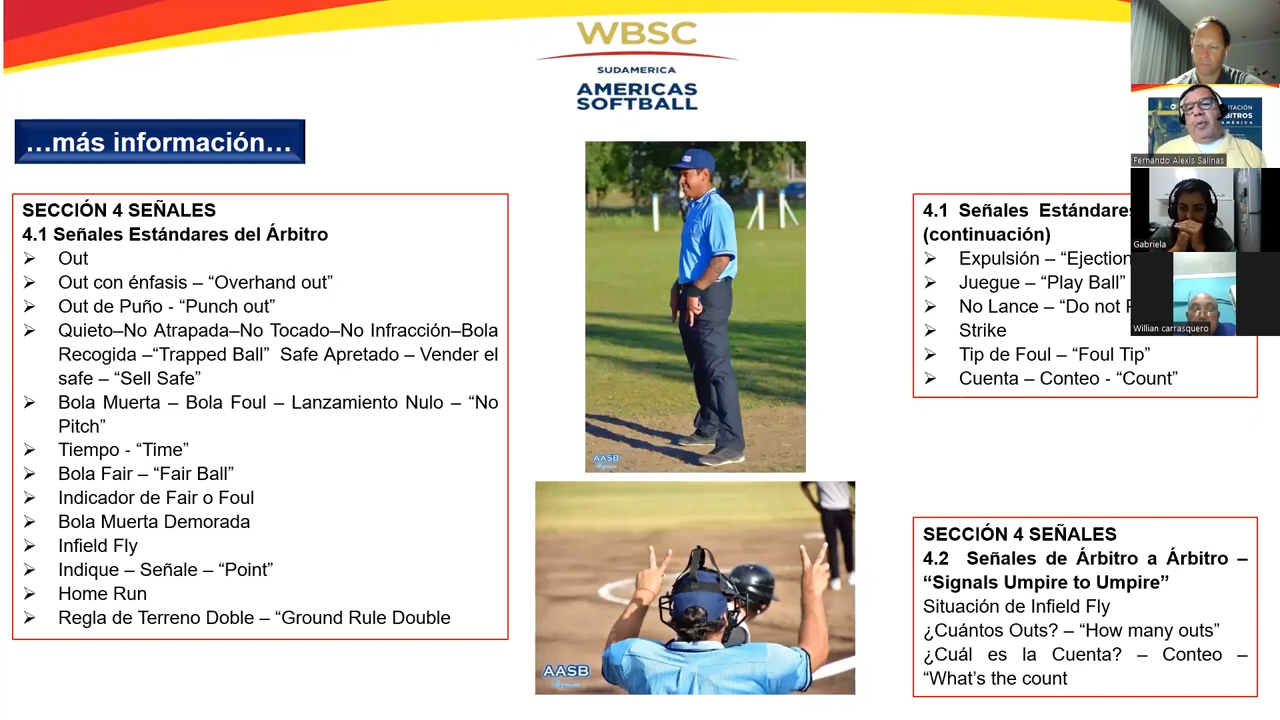 WBSC
SUDAMERICA
AMERICAS
SOFTBALL
…más información…
SECCIÓN 4 SEÑALES
4.1 Señales Estándares del Árbitro
Out
Out con énfasis – “Overhand out”
Out de Puño - “Punch out”
Quieto–No Atrapada–No Tocado–No Infracción–Bola
Recogida –“Trapped Ball” Safe Apretado – Vender el
safe – “Sell Safe”
Bola Muerta – Bola Foul – Lanzamiento Nulo – “No
Pitch”
Tiempo - “Time”
Bola Fair – “Fair Ball”
Indicador de Fair o Foul
Bola Muerta Demorada
Infield Fly
Indique – Señale – “Point”
Home Run
Regla de Terreno Doble – “Ground Rule Double
AASB
AASB
4.1 Señales Estándares
(continuación)
Expulsión – “Ejection
Juegue – “Play Ball”
No Lance – “Do not
Strike
Tip de Foul – “Foul Tip”
Cuenta – Conteo - “Count”
SECCIÓN 4 SEÑALES
4.2 Señales de Árbitro a Árbitro –
“Signals Umpire to Umpire”
Situación de Infield Fly
¿Cuántos Outs? – “How many outs”
¿Cuál es la Cuenta? – Conteo –
“What’s the count
Fernando Alexis Salinas
Gabriela
Willian carrasquero